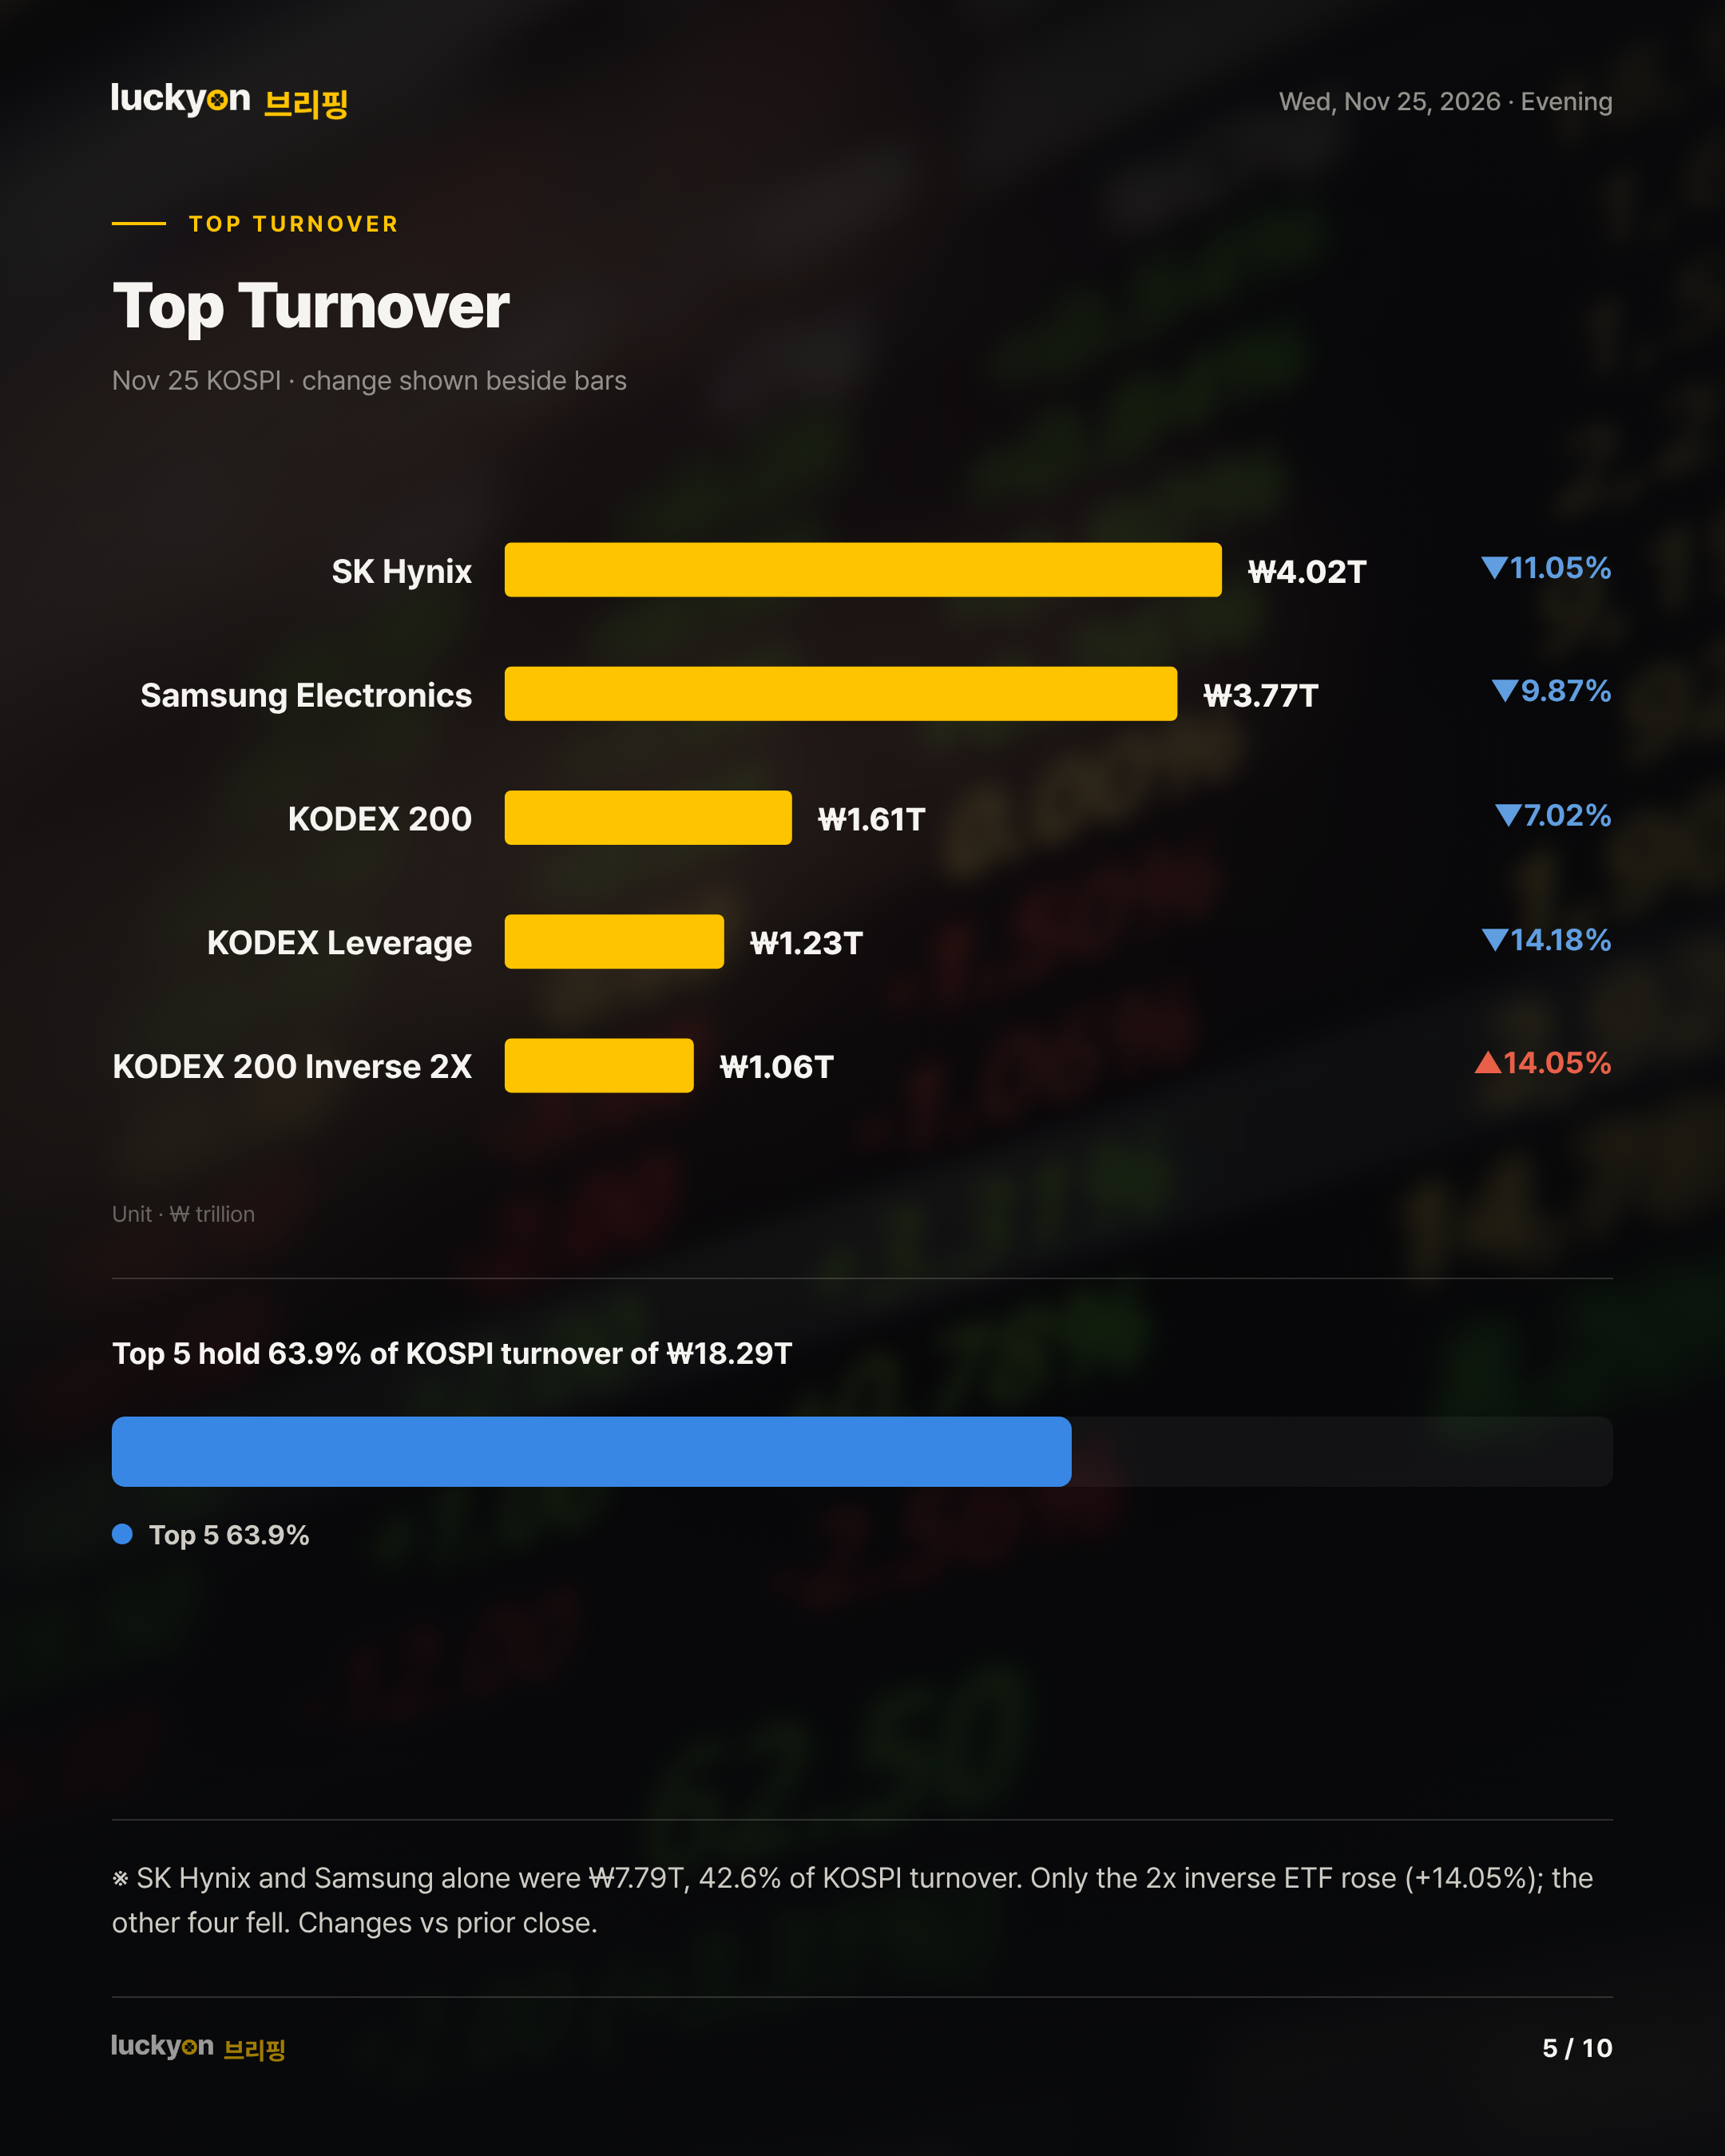 luckyon 브리핑
Wed, Nov 25, 2026 · Evening
TOP TURNOVER
Top Turnover
Nov 25 KOSPI · change shown beside bars
SK Hynix ₩4.02T ▼11.05%
Samsung Electronics ₩3.77T ▼9.87%
KODEX 200 ₩1.61T ▼7.02%
KODEX Leverage ₩1.23T ▼14.18%
KODEX 200 Inverse 2X ₩1.06T ▲14.05%
Unit · ₩ trillion
Top 5 hold 63.9% of KOSPI turnover of ₩18.29T
Top 5 63.9%
※ SK Hynix and Samsung alone were ₩7.79T, 42.6% of KOSPI turnover. Only the 2x inverse ETF rose (+14.05%); the
other four fell. Changes vs prior close.
luckyon 브리핑
5 / 10